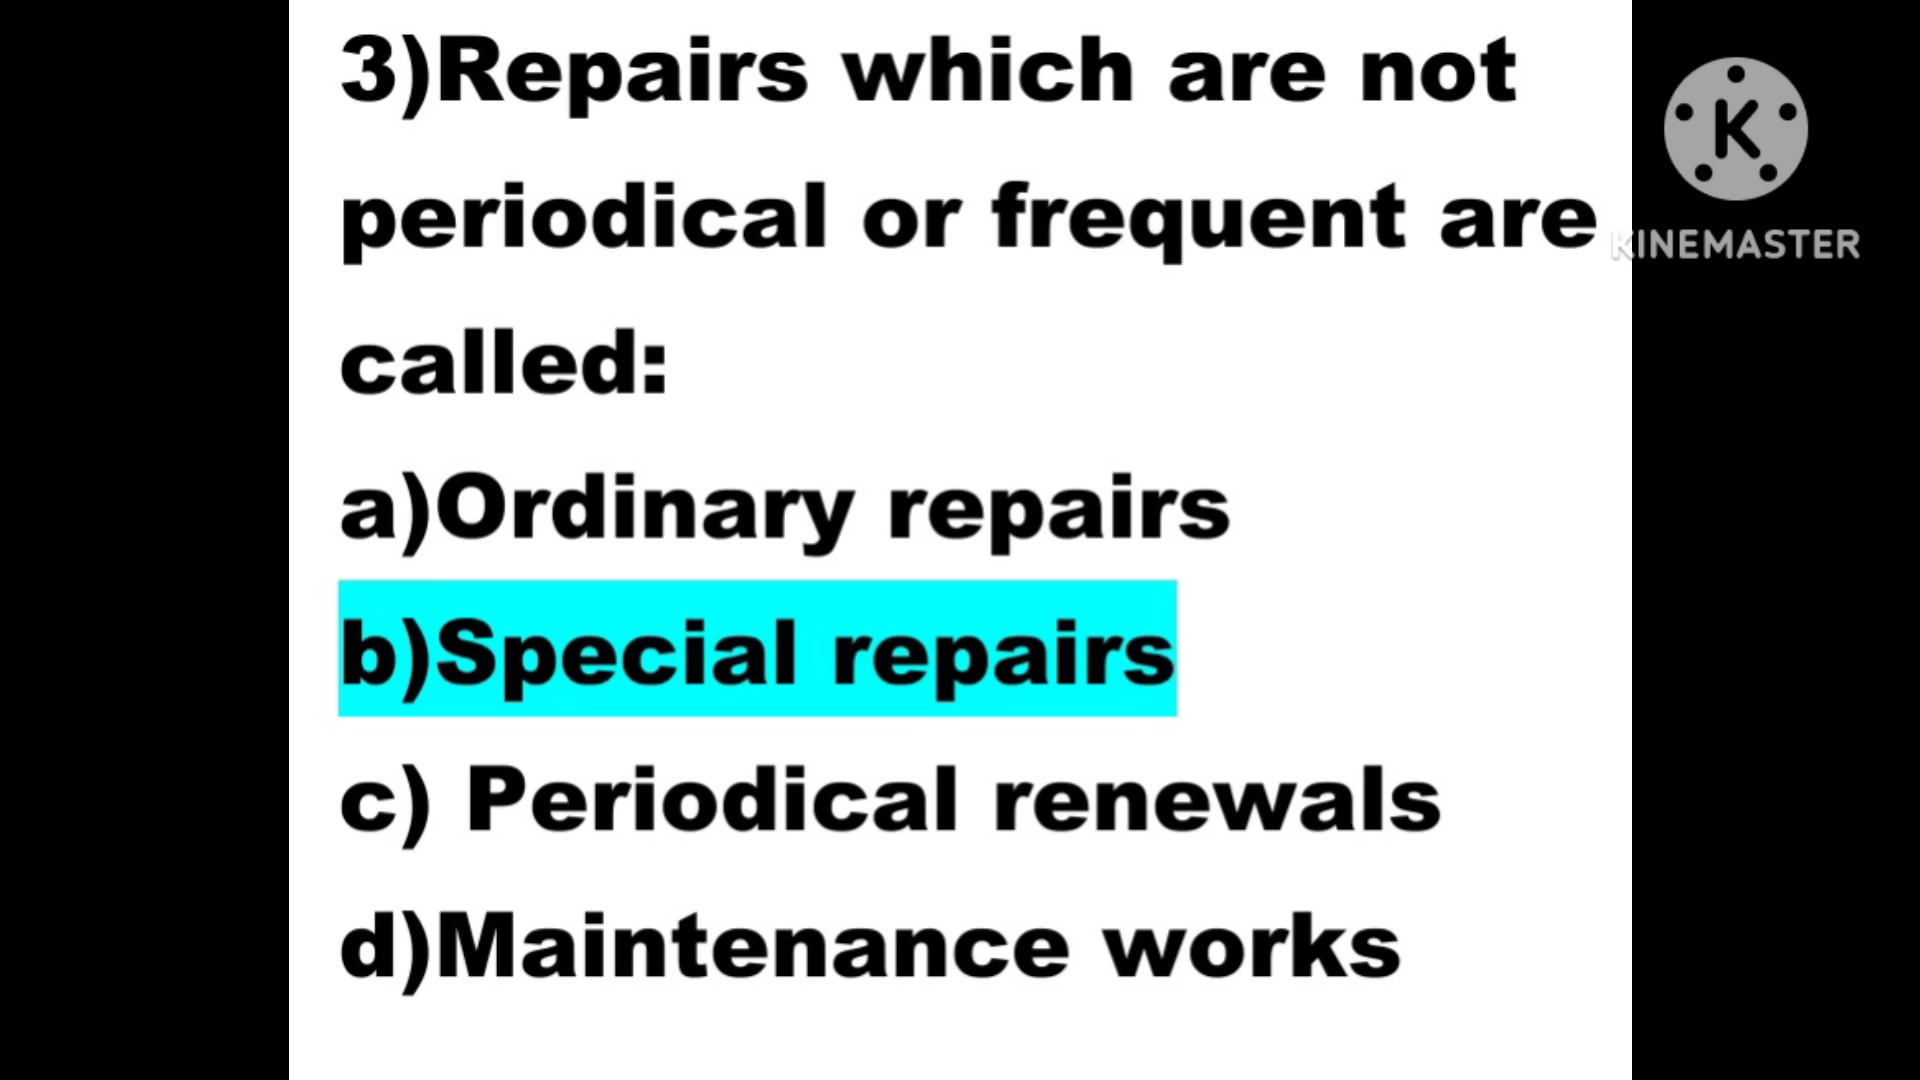 3)Repairs which are not
periodical or frequent are
called:
a)Ordinary repairs
b)Special repairs
c) Periodical renewals
d)Maintenance works
K
KINEMASTER